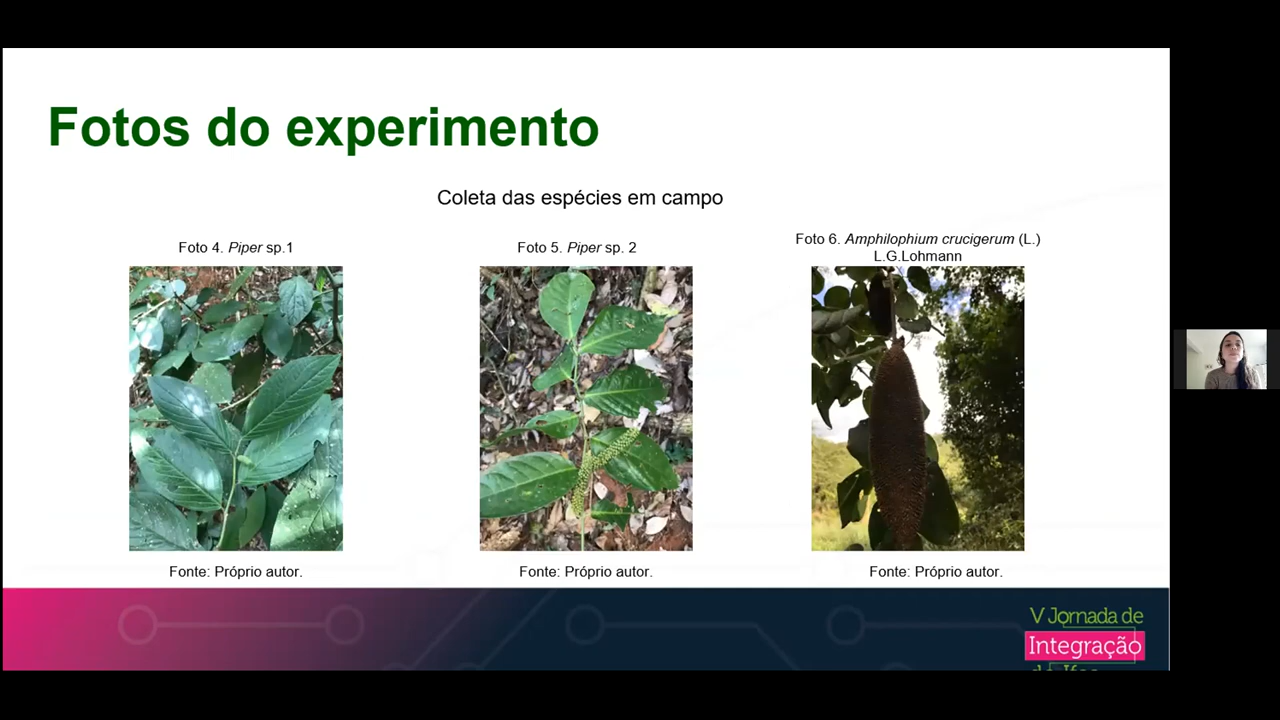 Fotos do experimento
Coleta das espécies em campo
Foto 4. Piper sp.1
Foto 5. Piper sp. 2
Foto 6. Amphilophium crucigerum (L.)
L.G.Lohmann
Fonte: Próprio autor.
Fonte: Próprio autor.
Fonte: Próprio autor.
V Jornada de
Integração